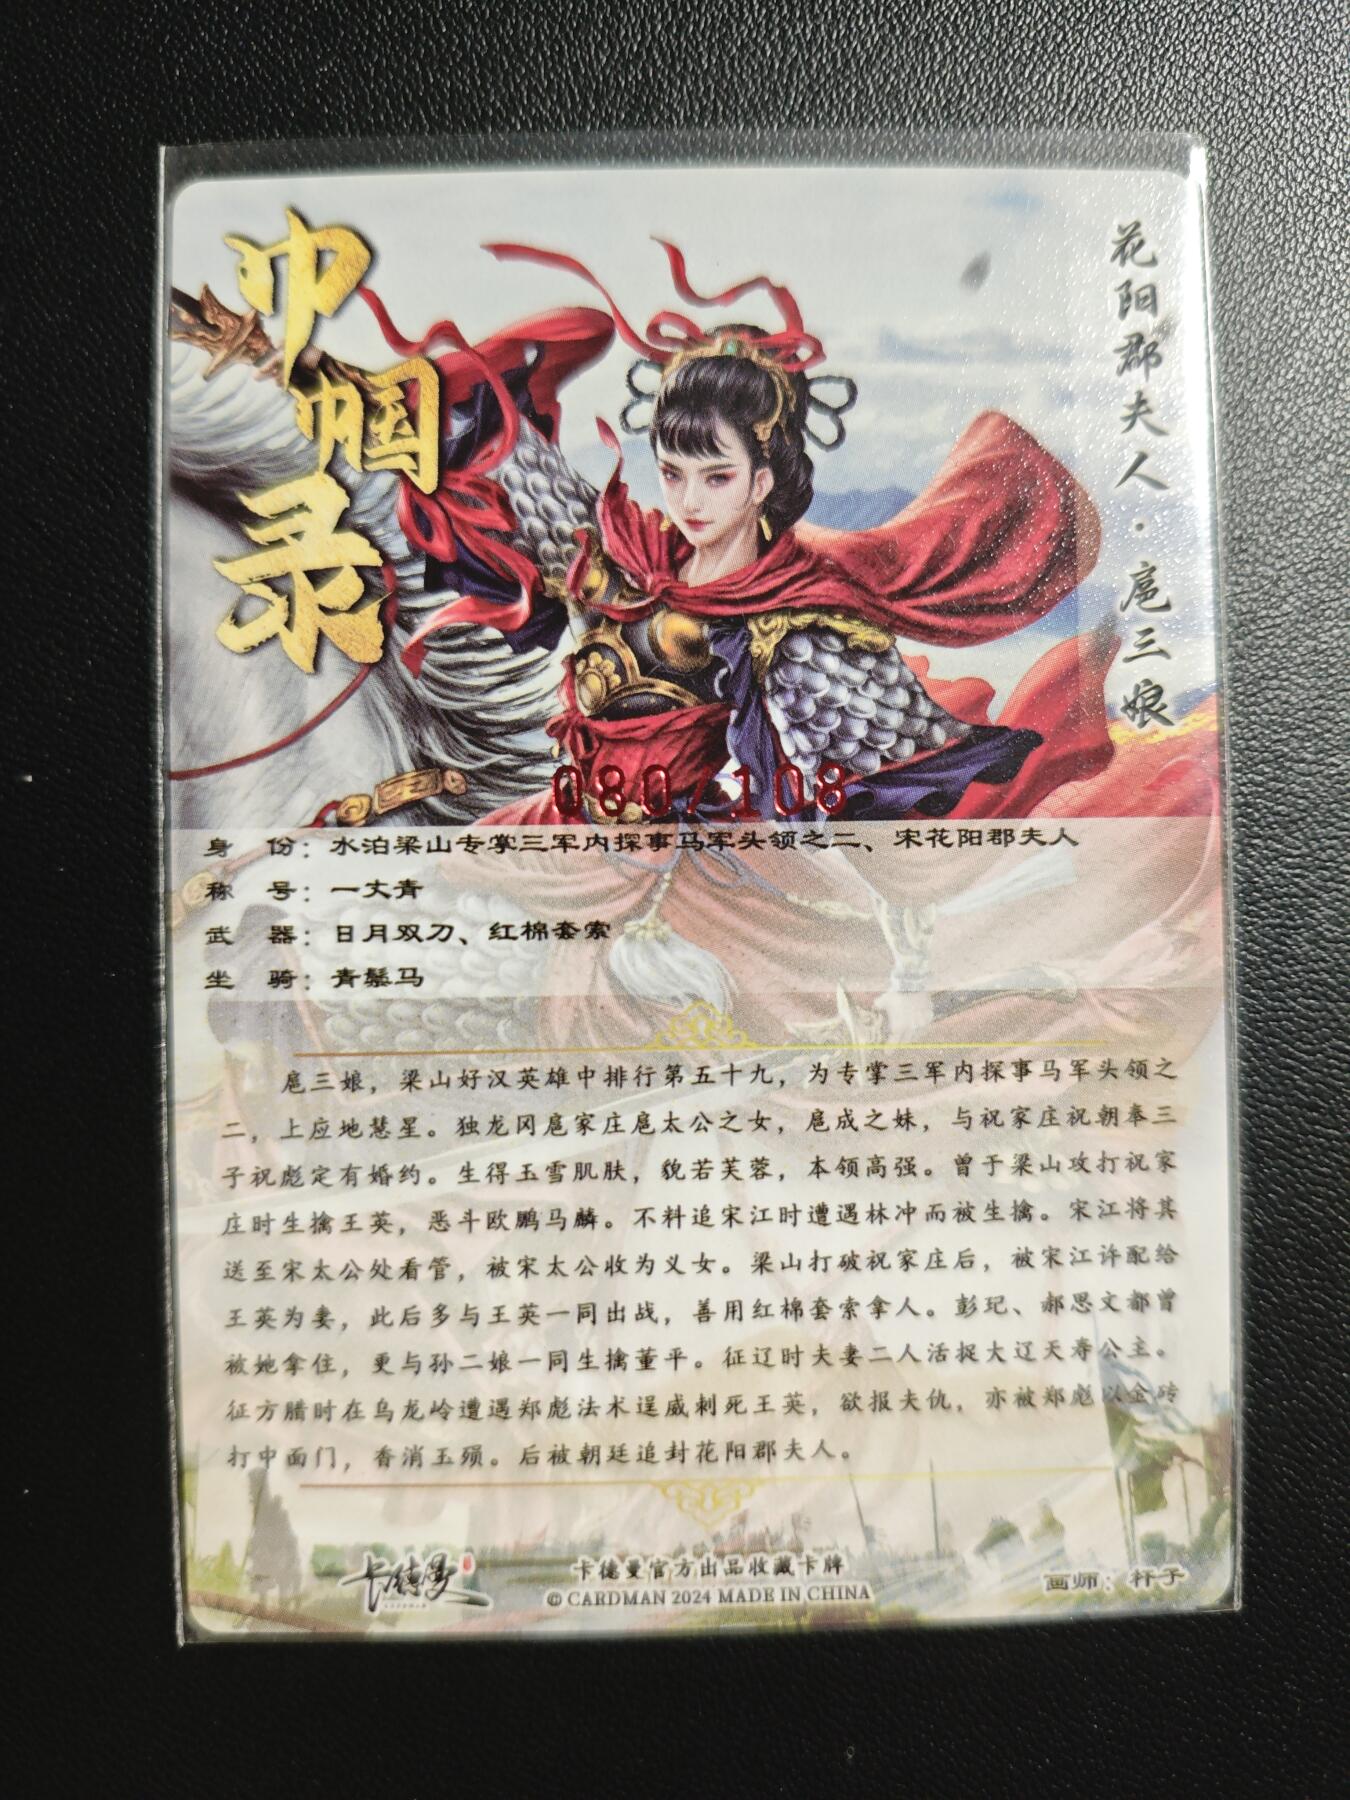 巾帼录
花阳郡夫人·扈三娘
080/108
身 份：水泊梁山专掌三军内探事马军头领之二、宋花阳郡夫人
称 号：一丈青
武 器：日月双刀、红棉套索
坐 骑：青鬃马
扈三娘，梁山好汉英雄中排行第五十九，为专掌三军内探事马军头领之
二，上应地慧星。独龙冈扈家庄扈太公之女，扈成之妹，与祝家庄祝朝奉三
子祝彪定有婚约。生得玉雪肌肤，貌若芙蓉，本领高强。曾于梁山攻打祝家
庄时生擒王英，恶斗欧鹏马麟。不料追宋江时遭遇林冲而被生擒。宋江将其
送至宋太公处看管，被宋太公收为义女。梁山打破祝家庄后，被宋江许配给
王英为妻，此后多与王英一同出战，善用红棉套索拿人。彭玘、郝思文都曾
被她拿住，更与孙二娘一同生擒董平。征辽时夫妻二人活捉大辽天寿公主。
征方腊时在乌龙岭遭遇郑彪法术逞威刺死王英，欲报夫仇，亦被郑彪以金砖
打中面门，香消玉殒。后被朝廷追封花阳郡夫人。
卡德曼
卡德曼官方出品收藏卡牌
© CARDMAN 2024 MADE IN CHINA
画师：秆子